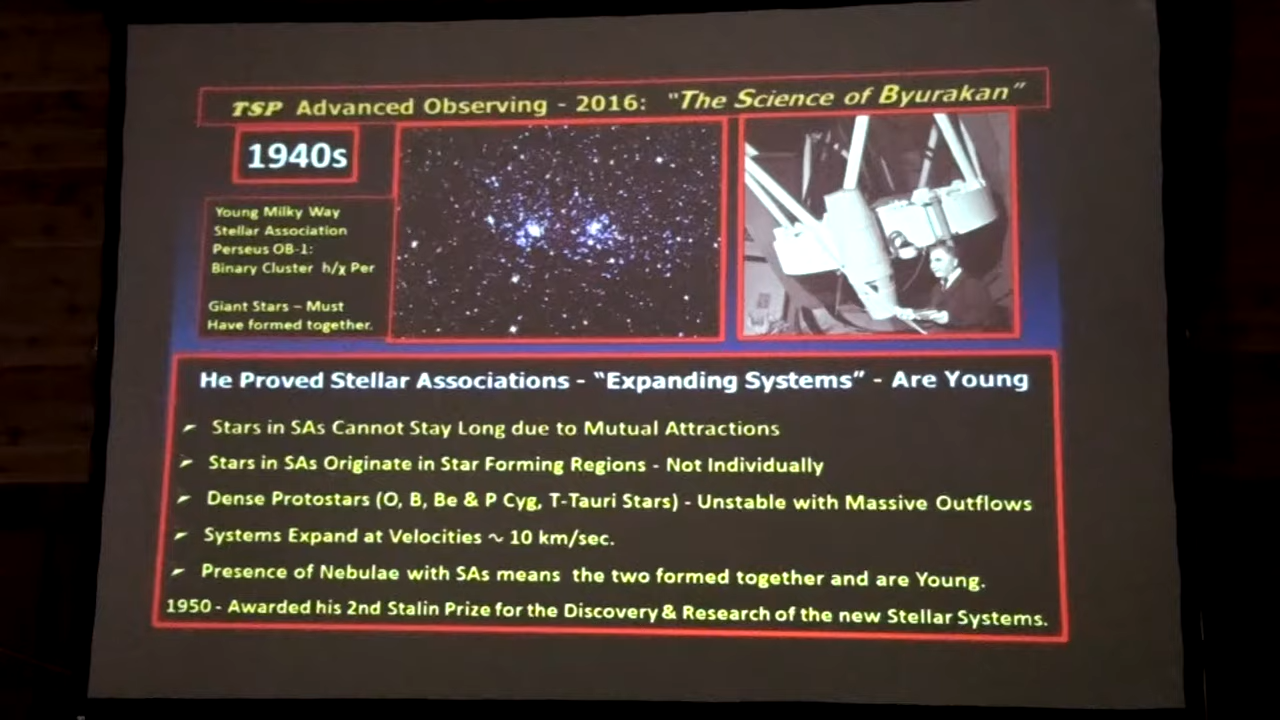 TSP Advanced Observing - 2016: "The Science of Byurakan"
1940s
Young Milky Way
Stellar Association
Perseus OB-1:
Binary Cluster h/χ Per
Giant Stars – Must
Have formed together.
He Proved Stellar Associations - “Expanding Systems” - Are Young
➤ Stars in SAs Cannot Stay Long due to Mutual Attractions
➤ Stars in SAs Originate in Star Forming Regions - Not Individually
➤ Dense Protostars (O, B, Be & P Cyg, T-Tauri Stars) - Unstable with Massive Outflows
➤ Systems Expand at Velocities ~ 10 km/sec.
➤ Presence of Nebulae with SAs means the two formed together and are Young.
1950 - Awarded his 2nd Stalin Prize for the Discovery & Research of the new Stellar Systems.